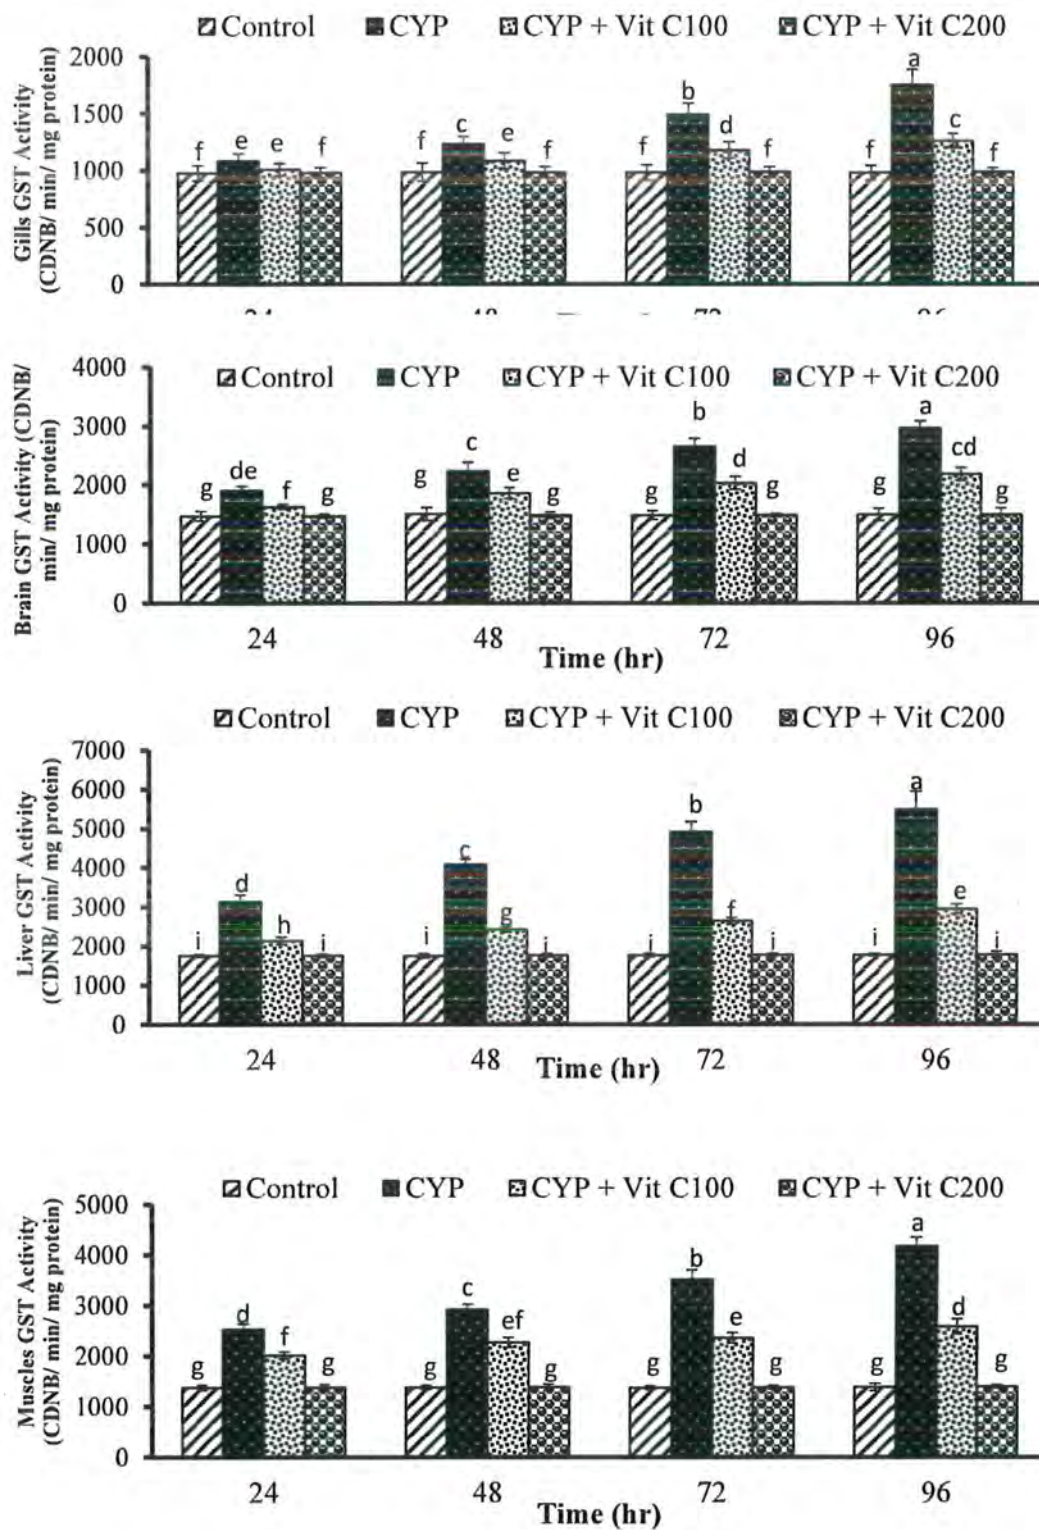 Control CYP CYP + Vit C100 CYP + Vit C200
Gills GST Activity
(CDNB/ min/ mg protein)
2000
1500
1000
500
0
f e e f f c e f f b d f f a c f
Control CYP CYP + Vit C100 CYP + Vit C200
Brain GST Activity (CDNB/
min/ mg protein)
4000
3000
2000
1000
0
g de f g g c e g g b d g g a cd g
24 48 72 96
Time (hr)
Control CYP CYP + Vit C100 CYP + Vit C200
Liver GST Activity
(CDNB/ min/ mg protein)
7000
6000
5000
4000
3000
2000
1000
0
i d h i i c g i i b f i i a e i
24 48 72 96
Time (hr)
Control CYP CYP + Vit C100 CYP + Vit C200
Muscles GST Activity
(CDNB/ min/ mg protein)
5000
4000
3000
2000
1000
0
g d f g g c ef g g b e g g a d g
24 48 72 96
Time (hr)